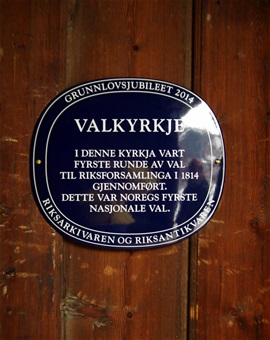 GRUNNLOVSJUBILEET 2014
VALKYRKJE
I DENNE KYRKJA VART
FYRSTE RUNDE AV VAL
TIL RIKSFORSAMLINGA I 1814
GJENNOMFØRT.
DETTE VAR NOREGS FYRSTE
NASJONALE VAL.
RIKSARKIVAREN OG RIKSANTIKVAREN